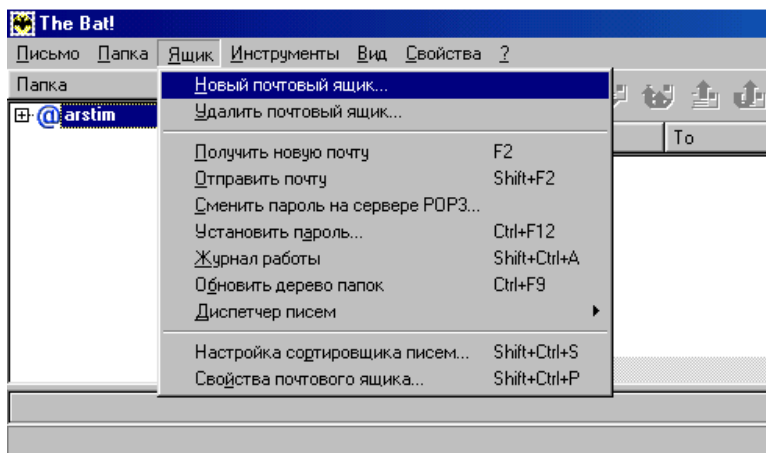 The Bat!
Письмо Папка Ящик Инструменты Вид Свойства ?
Папка
arstim
To
Новый почтовый ящик...
Удалить почтовый ящик...
Получить новую почту F2
Отправить почту Shift+F2
Сменить пароль на сервере POP3...
Установить пароль... Ctrl+F12
Журнал работы Shift+Ctrl+A
Обновить дерево папок Ctrl+F9
Диспетчер писем
Настройка сортировщика писем... Shift+Ctrl+S
Свойства почтового ящика... Shift+Ctrl+P